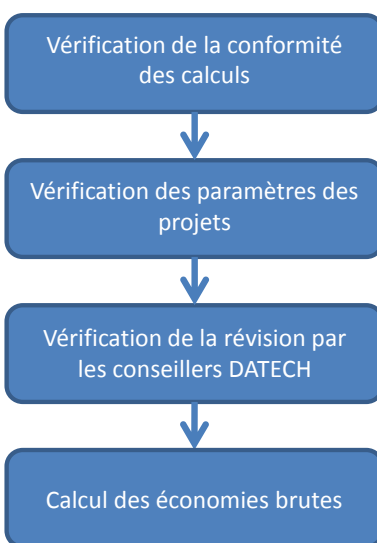 Vérification de la conformité
des calculs
Vérification des paramètres des
projets
Vérification de la révision par
les conseillers DATECH
Calcul des économies brutes